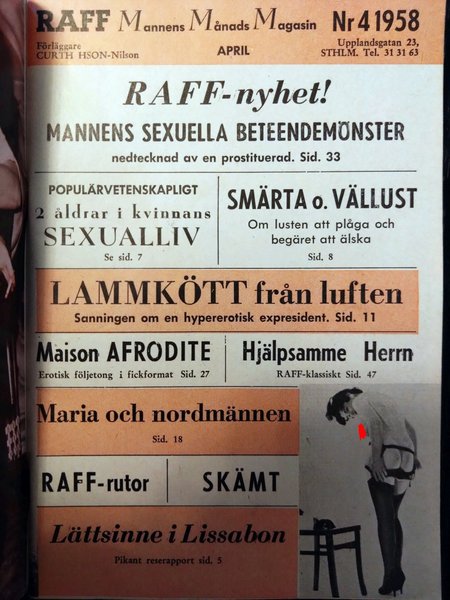 RAFF Mannens Månads Magasin Nr 4 1958
Förläggare
CURTH HSON-Nilson
APRIL
Upplandsgatan 23,
STHLM. Tel. 31 31 63
RAFF-nyhet!
MANNENS SEXUELLA BETEENDEMÖNSTER
nedtecknad av en prostituerad. Sid. 33
POPULÄRVETENSKAPLIGT
2 åldrar i kvinnans
SEXUALLIV
Se sid. 7
SMÄRTA o. VÄLLUST
Om lusten att plåga och
begäret att älska
Sid. 8
LAMMKÖTT från luften
Sanningen om en hypererotisk expresident. Sid. 11
Maison AFRODITE
Erotisk följetong i fickformat Sid. 27
Hjälpsamme Herrn
RAFF-klassiskt Sid. 47
Maria och nordmännen
Sid. 18
RAFF-rutor
SKÄMT
Lättsinne i Lissabon
Pikant reserapport sid. 5